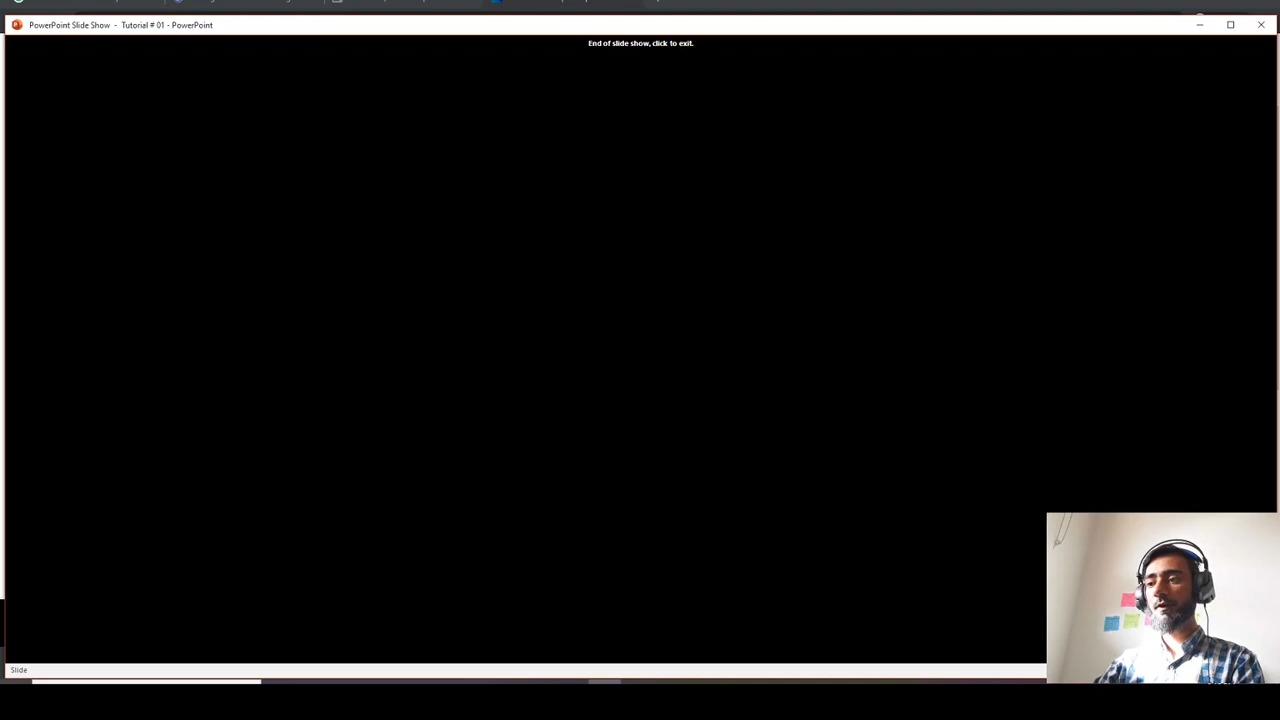 PowerPoint Slide Show - Tutorial # 01 - PowerPoint
End of slide show, click to exit.
Slide